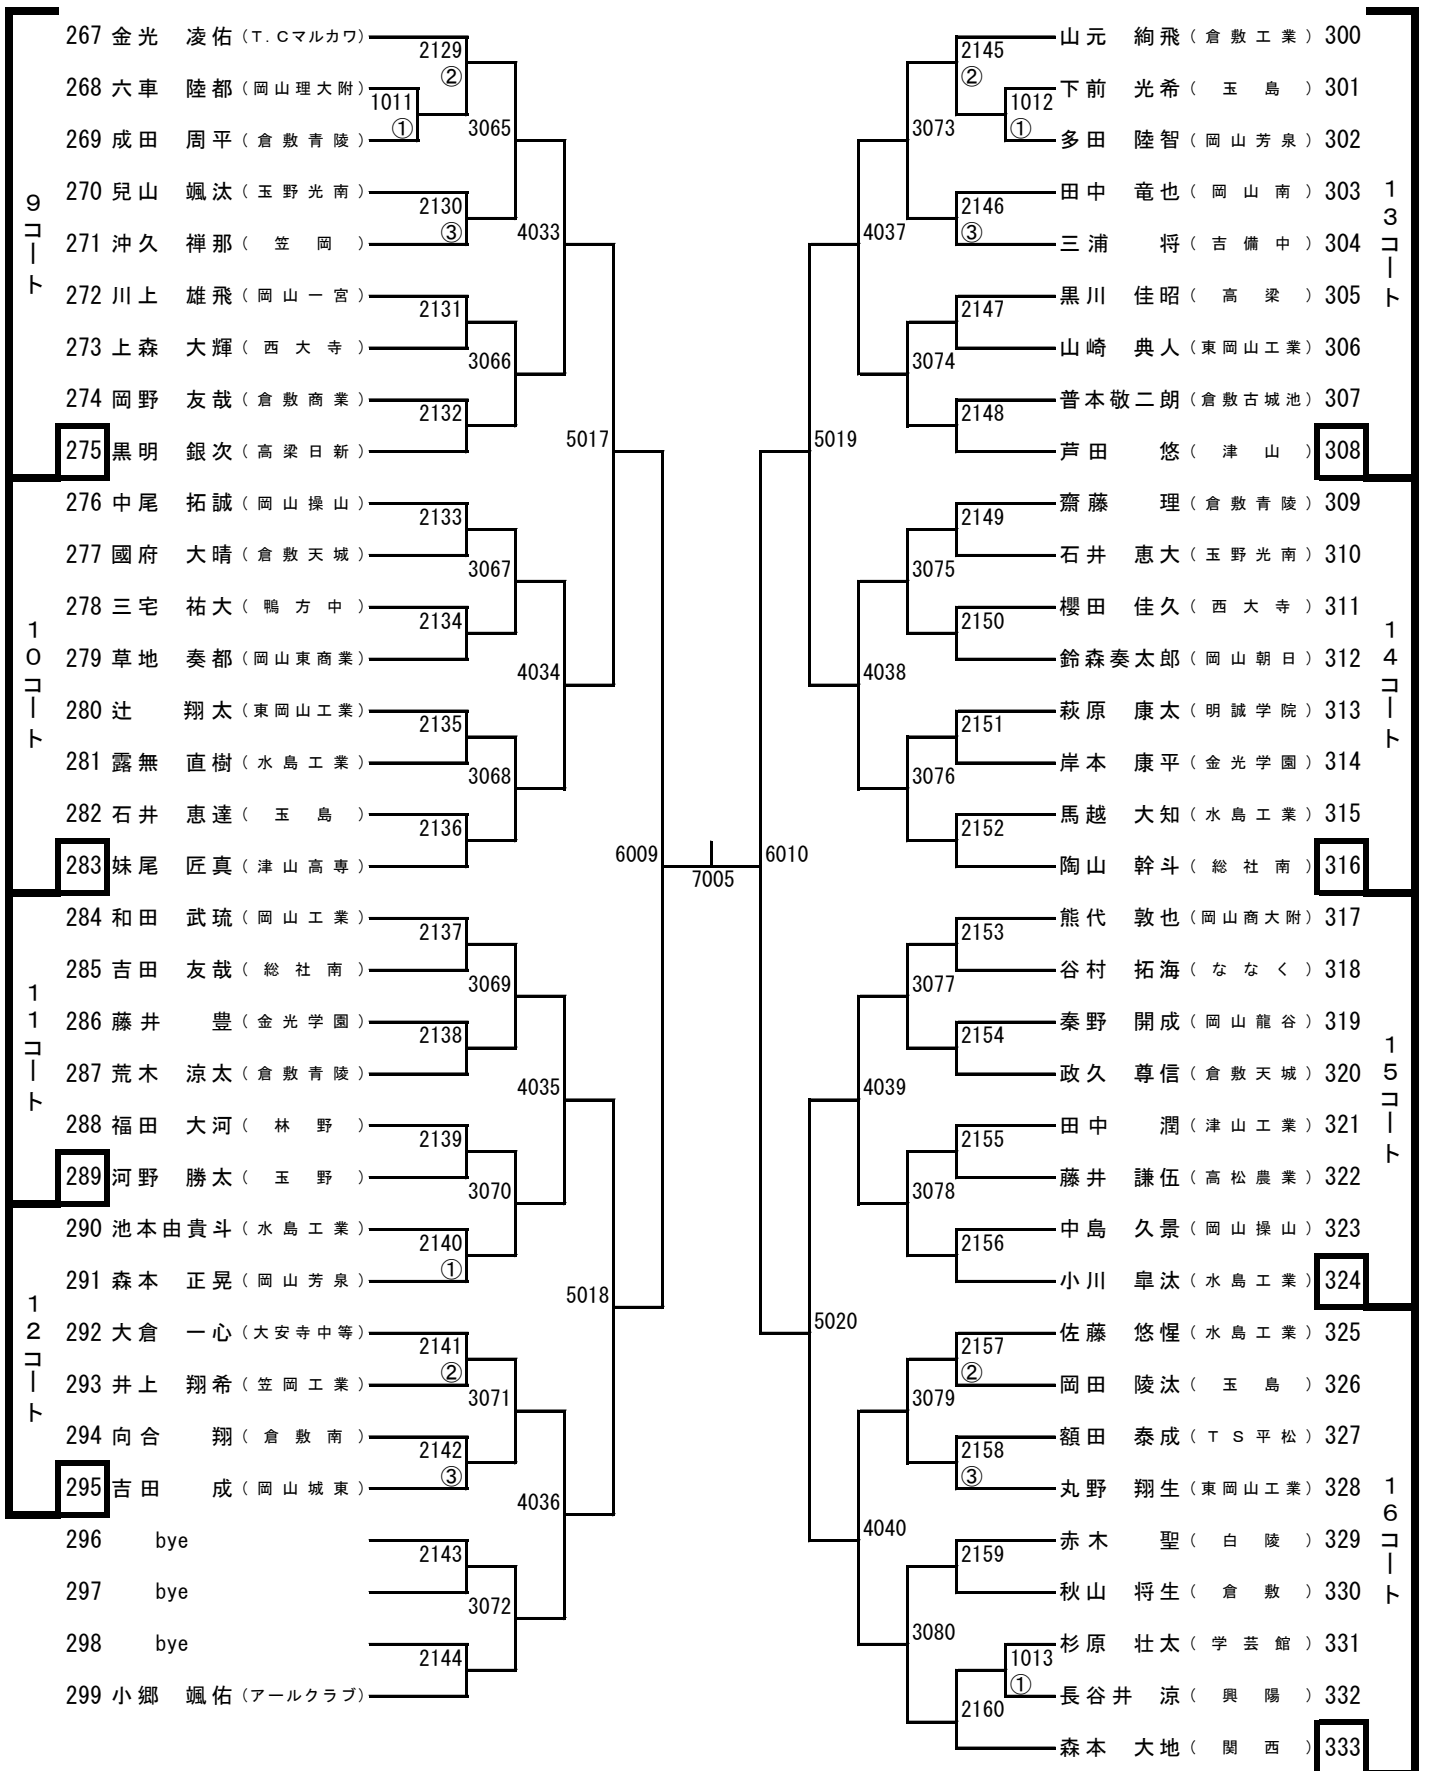 9コート
267 金光 凌佑 (T.Cマルカワ)
268 六車 陸都 (岡山理大附)
269 成田 周平 (倉敷青陵)
270 兒山 颯汰 (玉野光南)
271 沖久 禅那 (笠岡)
272 川上 雄飛 (岡山一宮)
273 上森 大輝 (西大寺)
274 岡野 友哉 (倉敷商業)
275 黒明 銀次 (高梁日新)
10コート
276 中尾 拓誠 (岡山操山)
277 國府 大晴 (倉敷天城)
278 三宅 祐大 (鴨方中)
279 草地 奏都 (岡山東商業)
280 辻 翔太 (東岡山工業)
281 露無 直樹 (水島工業)
282 石井 恵達 (玉島)
283 妹尾 匠真 (津山高専)
11コート
284 和田 武琉 (岡山工業)
285 吉田 友哉 (総社南)
286 藤井 豊 (金光学園)
287 荒木 涼太 (倉敷青陵)
288 福田 大河 (林野)
289 河野 勝太 (玉野)
12コート
290 池本由貴斗 (水島工業)
291 森本 正晃 (岡山芳泉)
292 大倉 一心 (大安寺中等)
293 井上 翔希 (笠岡工業)
294 向合 翔 (倉敷南)
295 吉田 成 (岡山城東)
296 bye
297 bye
298 bye
299 小郷 颯佑 (アールクラブ)
1011
①
2129
②
2130
③
2131
2132
2133
2134
2135
2136
2137
2138
2139
2140
①
2141
②
2142
③
2143
2144
3065
3066
3067
3068
3069
3070
3071
3072
4033
4034
4035
4036
5017
5018
6009
7005
6010
5019
5020
4037
4038
4039
4040
3073
3074
3075
3076
3077
3078
3079
3080
2145
②
1012
①
2146
③
2147
2148
2149
2150
2151
2152
2153
2154
2155
2156
2157
②
2158
③
2159
1013
①
2160
山元 絢飛 (倉敷工業) 300
下前 光希 (玉島) 301
多田 陸智 (岡山芳泉) 302
田中 竜也 (岡山南) 303
三浦 将 (吉備中) 304
黒川 佳昭 (高梁) 305
山崎 典人 (東岡山工業) 306
普本敬二朗 (倉敷古城池) 307
芦田 悠 (津山) 308
13コート
齋藤 理 (倉敷青陵) 309
石井 恵大 (玉野光南) 310
櫻田 佳久 (西大寺) 311
鈴森奏太郎 (岡山朝日) 312
萩原 康太 (明誠学院) 313
岸本 康平 (金光学園) 314
馬越 大知 (水島工業) 315
陶山 幹斗 (総社南) 316
14コート
熊代 敦也 (岡山商大附) 317
谷村 拓海 (ななく) 318
秦野 開成 (岡山龍谷) 319
政久 尊信 (倉敷天城) 320
田中 潤 (津山工業) 321
藤井 謙伍 (高松農業) 322
中島 久景 (岡山操山) 323
小川 皐汰 (水島工業) 324
15コート
佐藤 悠惺 (水島工業) 325
岡田 陵汰 (玉島) 326
額田 泰成 (TS平松) 327
丸野 翔生 (東岡山工業) 328
赤木 聖 (白陵) 329
秋山 将生 (倉敷) 330
杉原 壮太 (学芸館) 331
長谷井 涼 (興陽) 332
森本 大地 (関西) 333
16コート